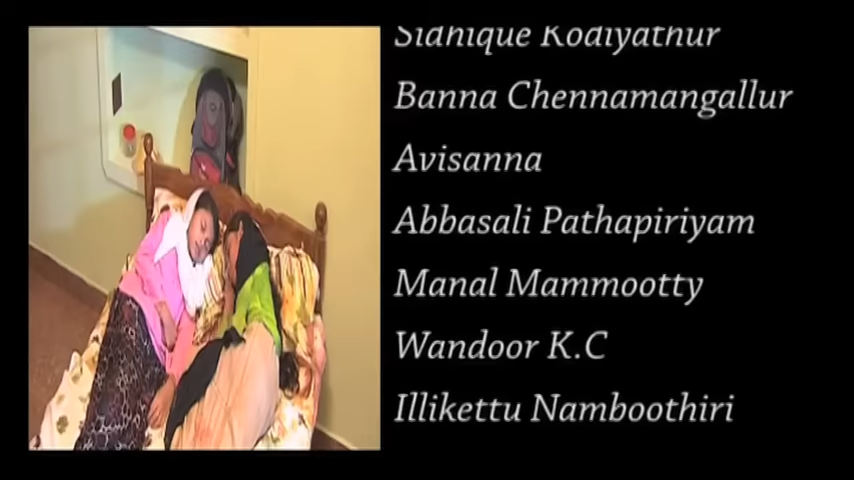 Sidhique Kodiyathur
Banna Chennamangallur
Avisanna
Abbasali Pathapiriyam
Manal Mammootty
Wandoor K.C
Illikettu Namboothiri